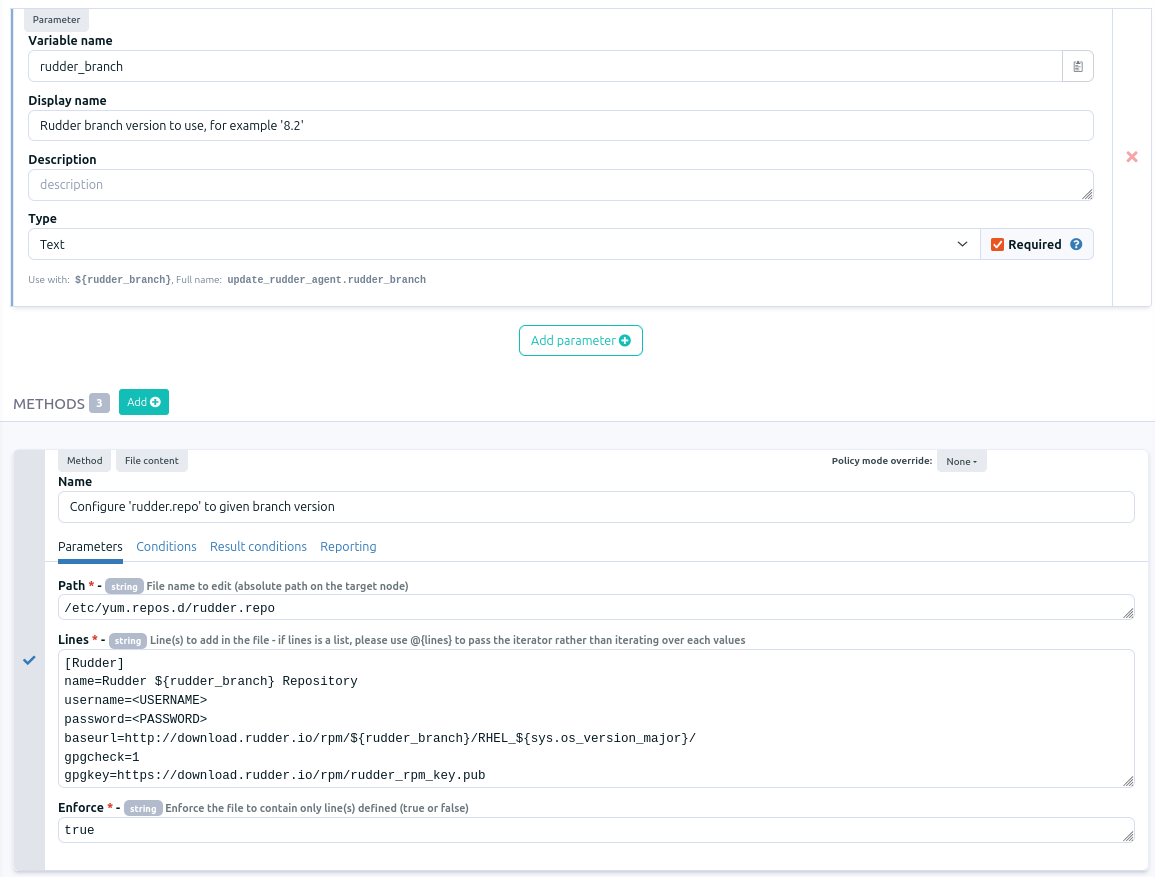 Parameter
Variable name
rudder_branch
Display name
Rudder branch version to use, for example '8.2'
Description
description
Type
Text
Required ?
Use with: ${rudder_branch}, Full name: update_rudder_agent.rudder_branch
Add parameter
METHODS 3 Add
Method File content Policy mode override: None
Name
Configure 'rudder.repo' to given branch version
Parameters Conditions Result conditions Reporting
Path * - string File name to edit (absolute path on the target node)
/etc/yum.repos.d/rudder.repo
Lines * - string Line(s) to add in the file - if lines is a list, please use @{lines} to pass the iterator rather than iterating over each values
[Rudder]
name=Rudder ${rudder_branch} Repository
username=<USERNAME>
password=<PASSWORD>
baseurl=http://download.rudder.io/rpm/${rudder_branch}/RHEL_${sys.os_version_major}/
gpgcheck=1
gpgkey=https://download.rudder.io/rpm/rudder_rpm_key.pub
Enforce * - string Enforce the file to contain only line(s) defined (true or false)
true